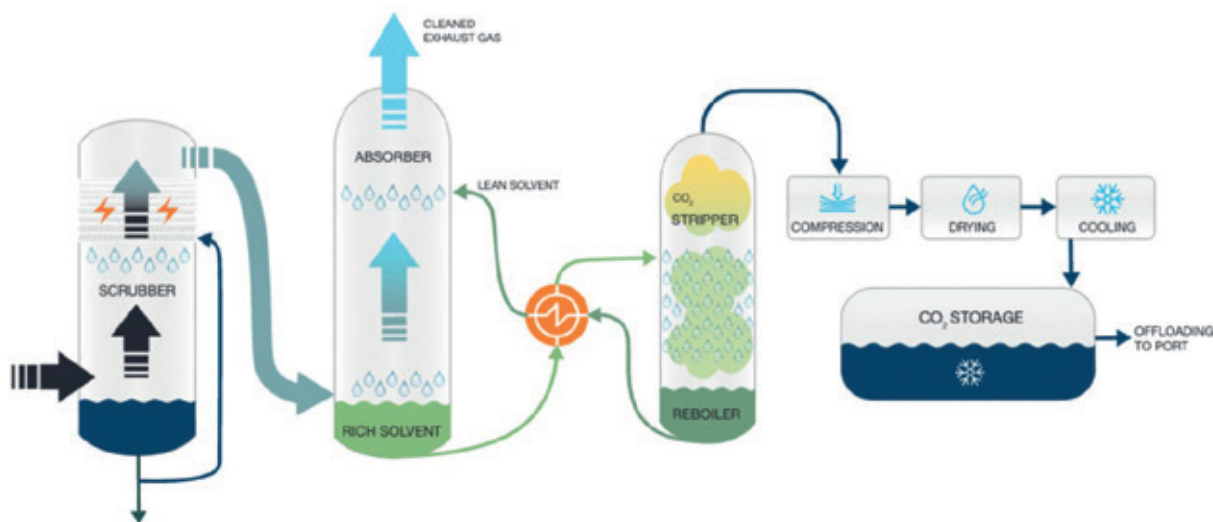 CLEANED
EXHAUST GAS
ABSORBER
LEAN SOLVENT
SCRUBBER
RICH SOLVENT
CO₂
STRIPPER
REBOILER
COMPRESSION
DRYING
COOLING
CO₂ STORAGE
OFFLOADING
TO PORT